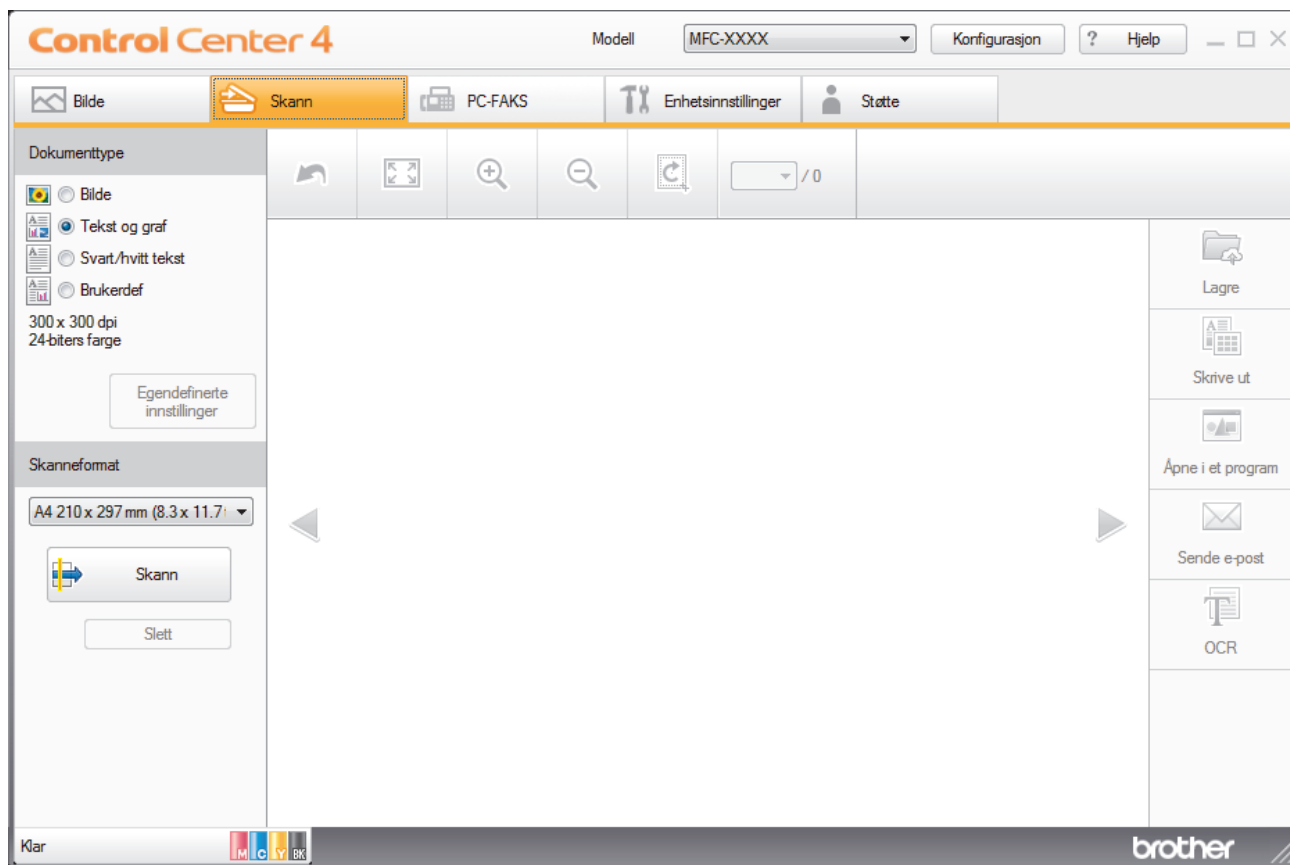 Control Center 4
Modell
MFC-XXXX
Konfigurasjon
? Hjelp
Bilde
Skann
PC-FAKS
Enhetsinnstillinger
Støtte
Dokumenttype
/ 0
Bilde
Tekst og graf
Svart/hvitt tekst
Brukerdef
300 x 300 dpi
24-biters farge
Egendefinerte
innstillinger
Skanneformat
A4 210 x 297 mm (8.3 x 11.7
Skann
Slett
Lagre
Skrive ut
Åpne i et program
Sende e-post
OCR
Klar
M C Y BK
brother